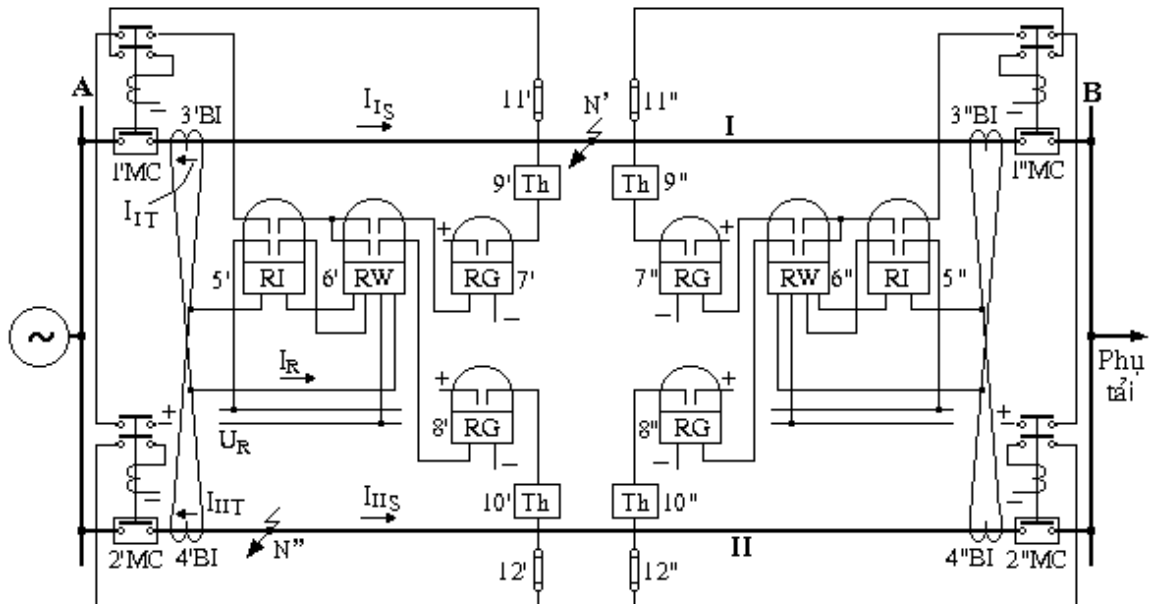 A
B
I_IS
11'
11"
N'
I
3'BI
3"BI
1'MC
1"MC
I_IT
9'
Th
Th
9"
+
+
5'
RI
6'
RW
RG
7'
7"
RG
RW
6"
RI
5"
−
−
~
I_R
U_R
+
+
8'
RG
8"
RG
−
−
Phụ
tải
+
+
−
−
I_IIT
I_IIS
10'
Th
Th
10"
2'MC
4'BI
N"
II
4"BI
2"MC
12'
12"